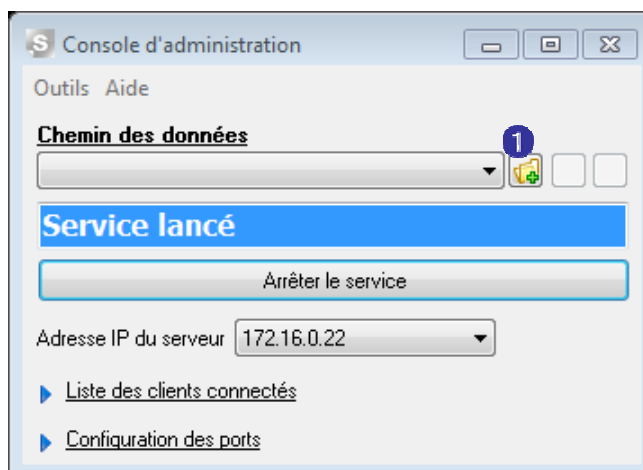 S Console d'administration
Outils Aide
Chemin des données
1
Service lancé
Arrêter le service
Adresse IP du serveur 172.16.0.22
Liste des clients connectés
Configuration des ports